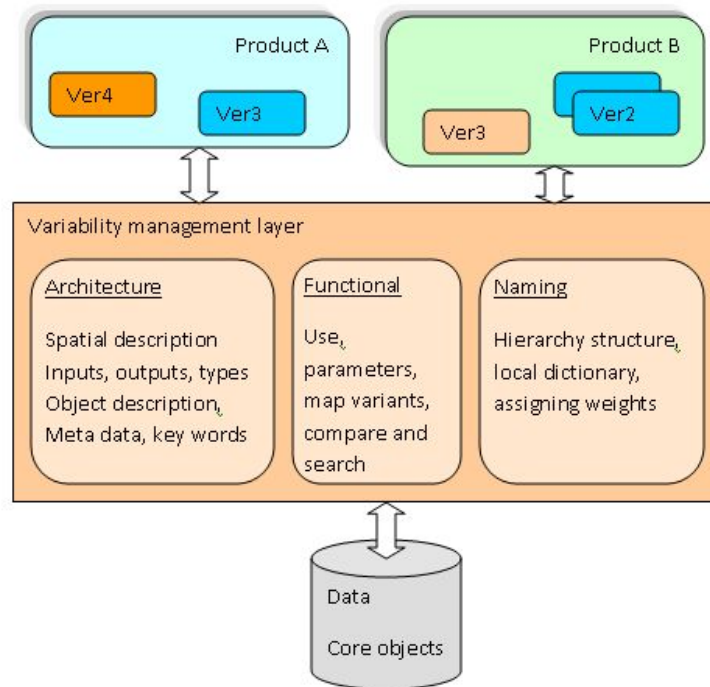 Product A
Ver4
Ver3
Product B
Ver3
Ver2
Variability management layer
Architecture
Spatial description
Inputs, outputs, types
Object description,
Meta data, key words
Functional
Use,
parameters,
map variants,
compare and
search
Naming
Hierarchy structure,
local dictionary,
assigning weights
Data
Core objects